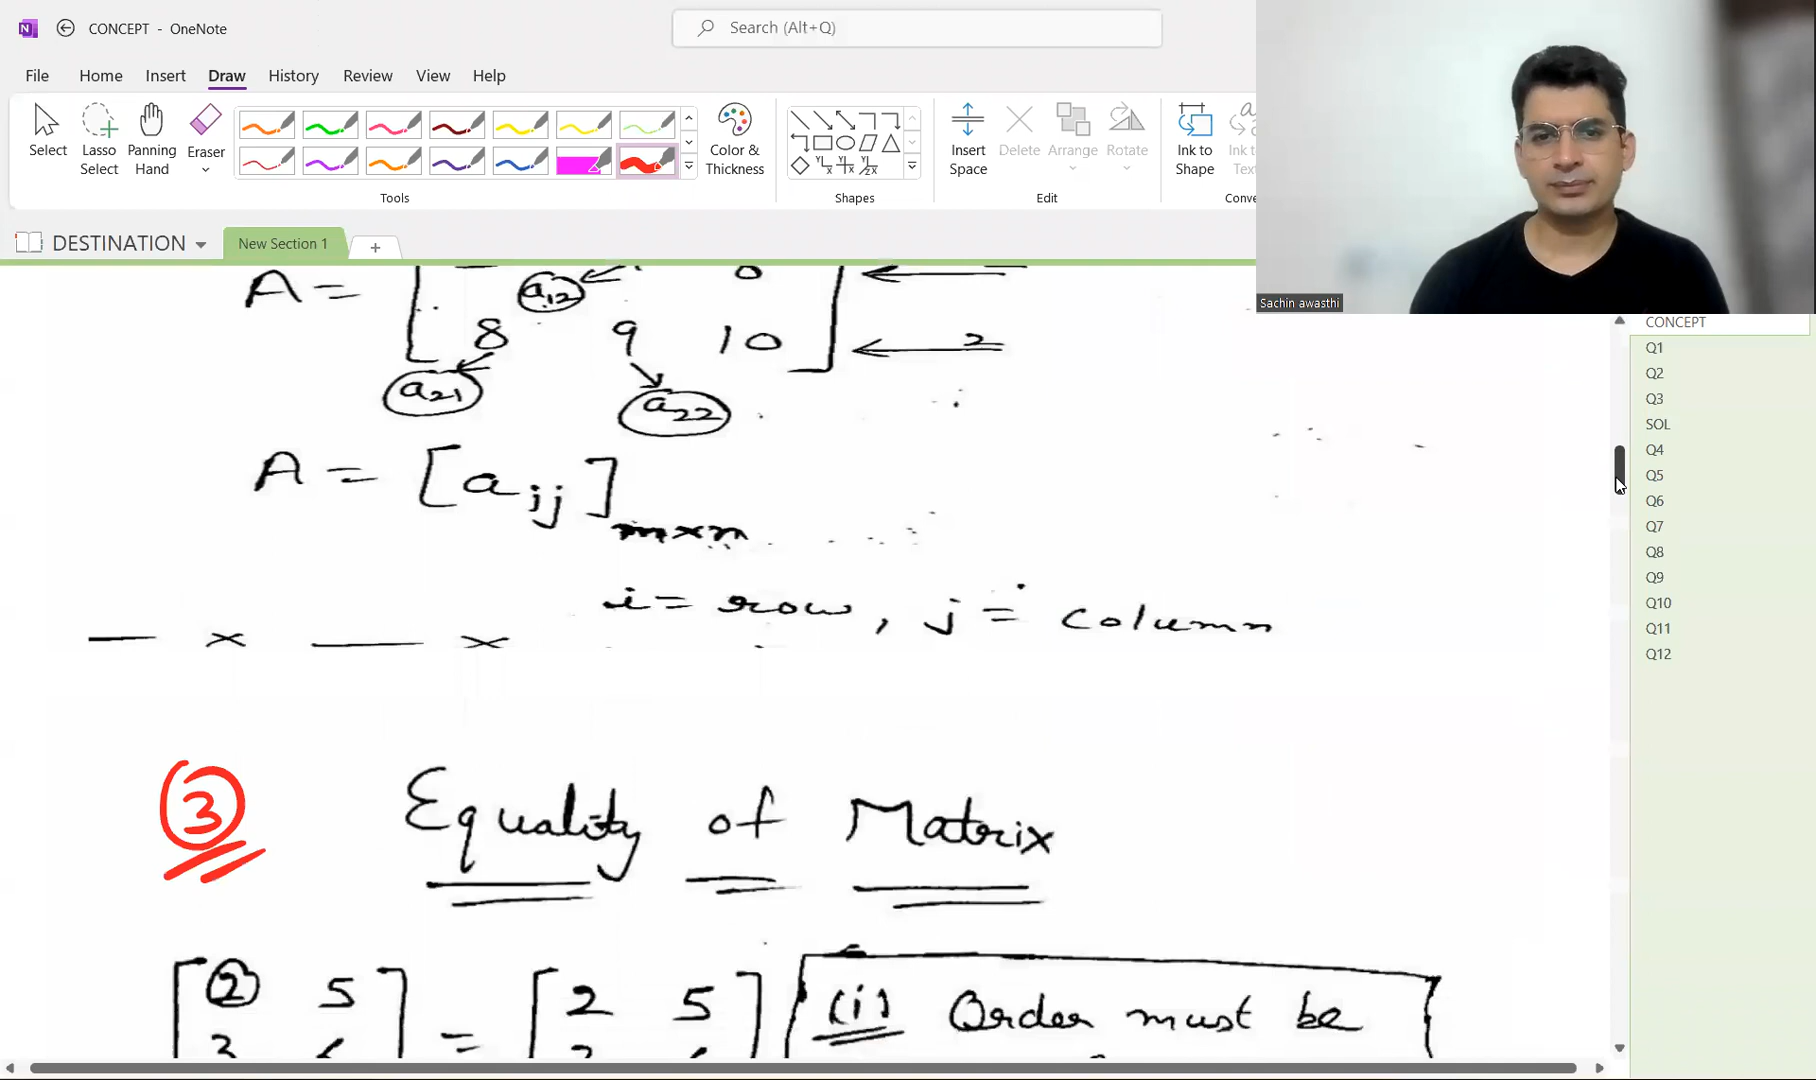 CONCEPT - OneNote
Search (Alt+Q)
File Home Insert Draw History Review View Help
Select
Lasso Select
Panning Hand
Eraser
Color & Thickness
Insert Space
Delete
Arrange
Rotate
Ink to Shape
Tools
Shapes
Edit
DESTINATION
New Section 1
+
Sachin awasthi
A =
a12
8 9 10
2
a21
a22
A = [aij] m×n
i = row, j = column
— × — ×
3
Equality of Matrix
2 5 = 2 5
(i) Order must be
CONCEPT
Q1
Q2
Q3
SOL
Q4
Q5
Q6
Q7
Q8
Q9
Q10
Q11
Q12